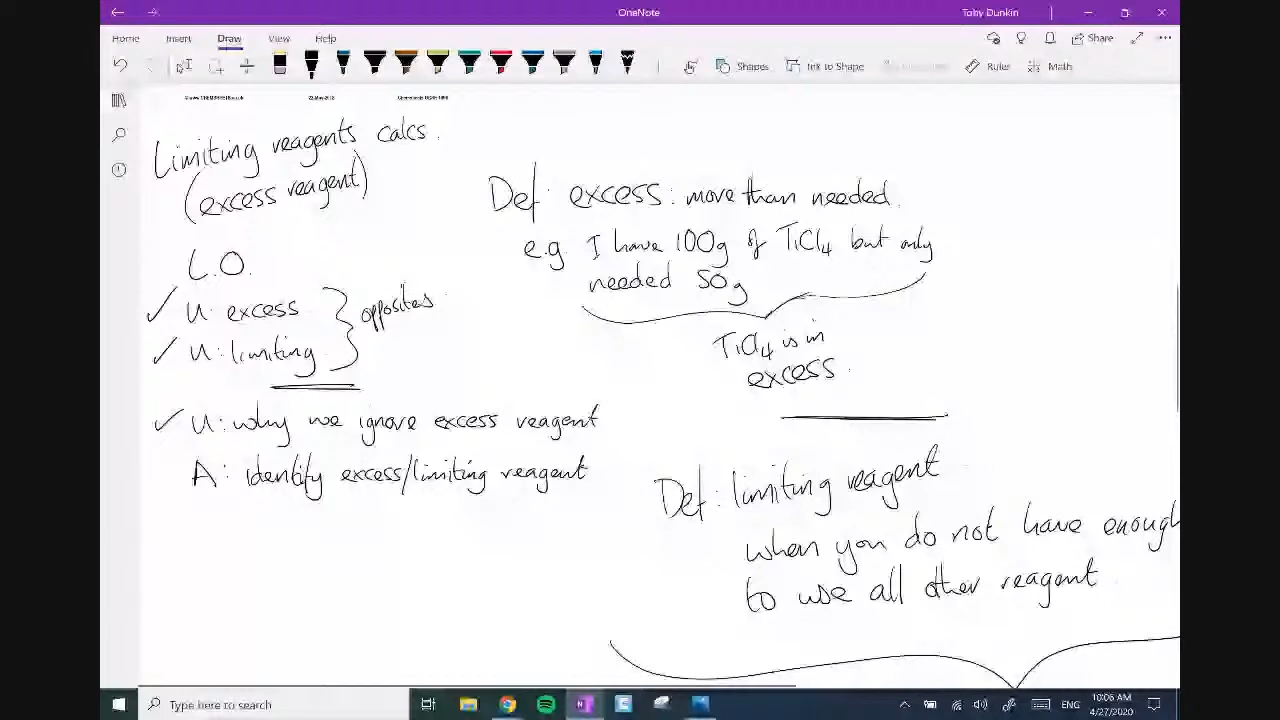 OneNote
Toby Dunkin
Home Insert Draw View Help
Share
Shapes
Ink to Shape
Ruler
Math
Limiting reagents calcs.
(excess reagent)
L.O.
U: excess
U: limiting
opposites
U: why we ignore excess reagent
A: identify excess/limiting reagent
Def: excess: more than needed.
e.g. I have 100g of TiCl4 but only
needed 50g
TiCl4 is in
excess.
Def: limiting reagent
when you do not have enough
to use all other reagent
Type here to search
ENG
10:06 AM
4/27/2020